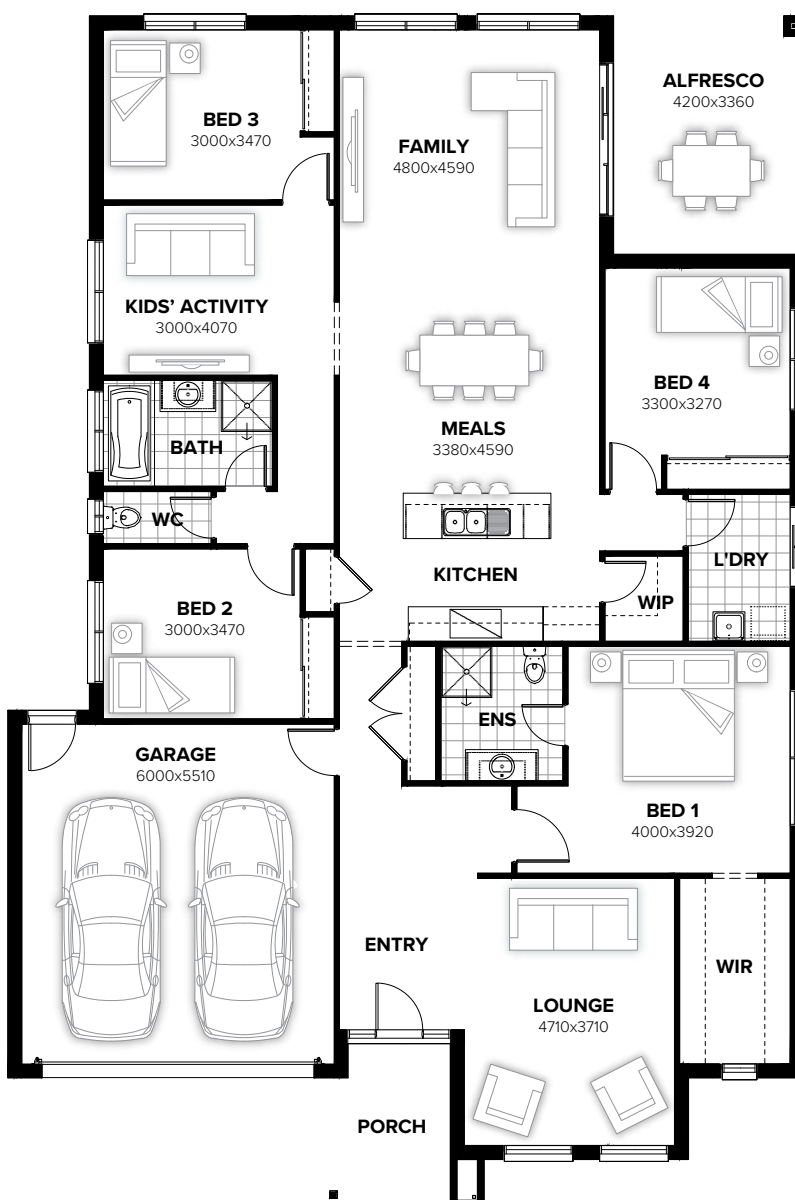 ALFRESCO
4200x3360
BED 3
3000x3470
FAMILY
4800x4590
KIDS' ACTIVITY
3000x4070
BED 4
3300x3270
MEALS
3380x4590
BATH
WC
KITCHEN
L'DRY
WIP
BED 2
3000x3470
ENS
GARAGE
6000x5510
BED 1
4000x3920
ENTRY
WIR
LOUNGE
4710x3710
PORCH